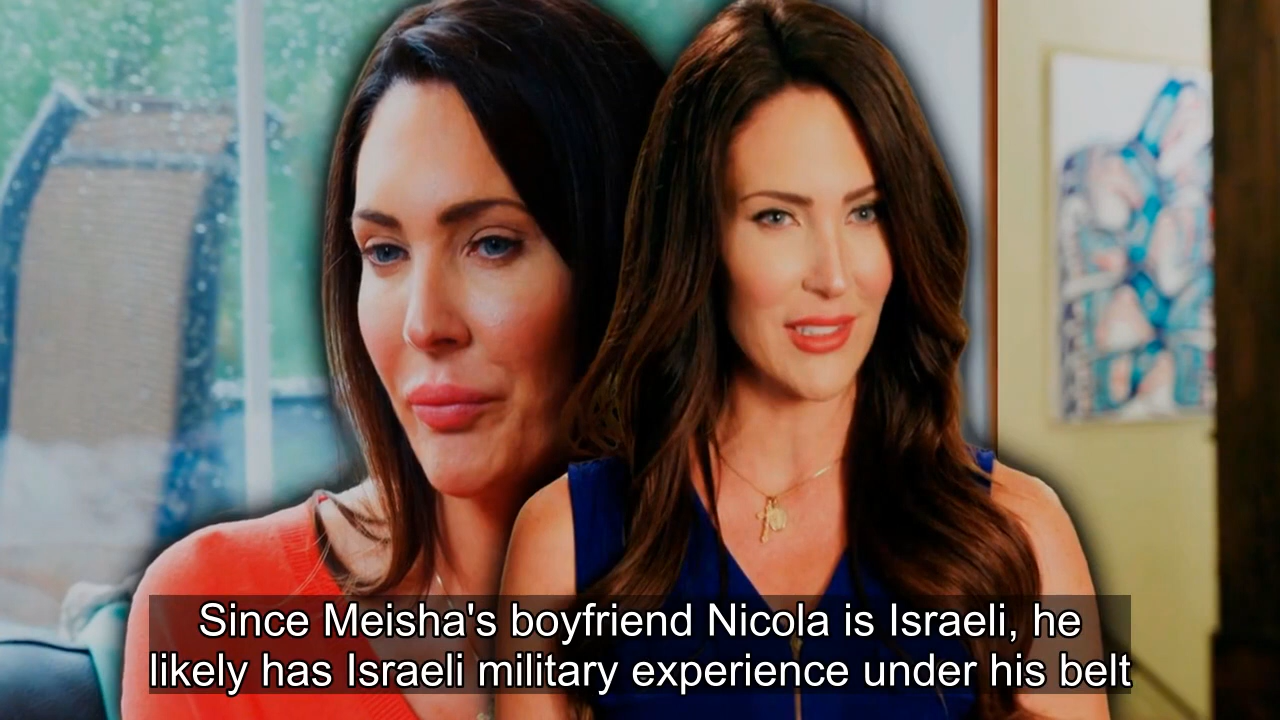 Since Meisha's boyfriend Nicola is Israeli, he
likely has Israeli military experience under his belt